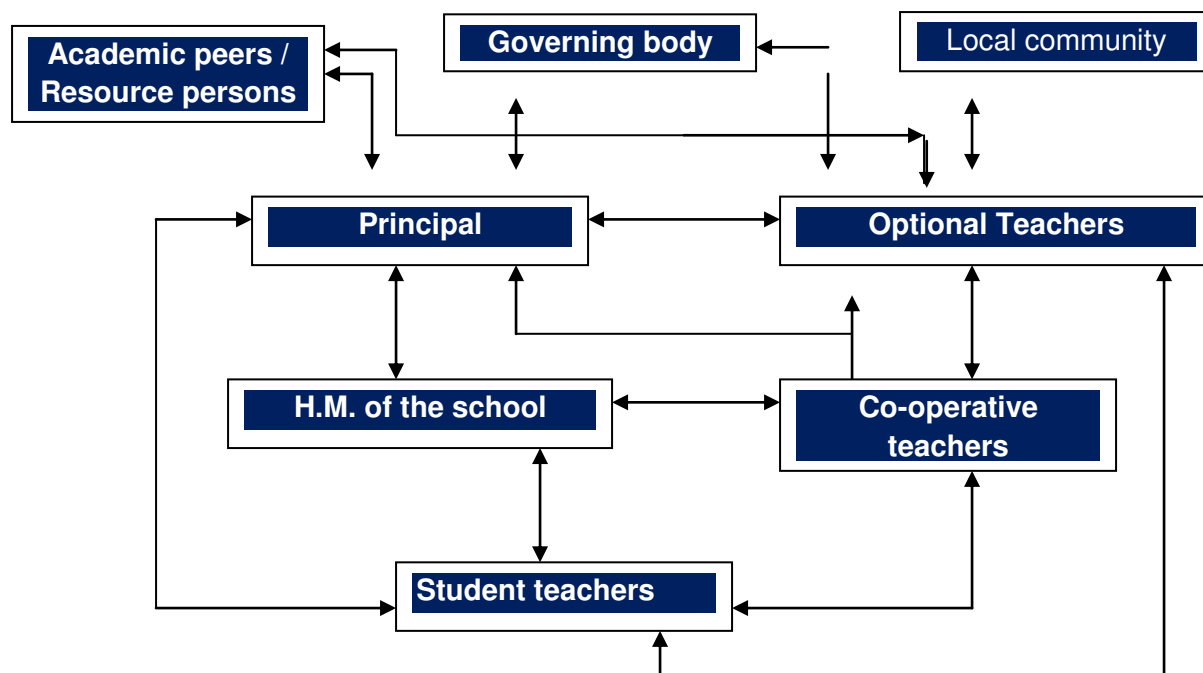 Academic peers /
Resource persons
Governing body
Local community
Principal
Optional Teachers
H.M. of the school
Co-operative
teachers
Student teachers